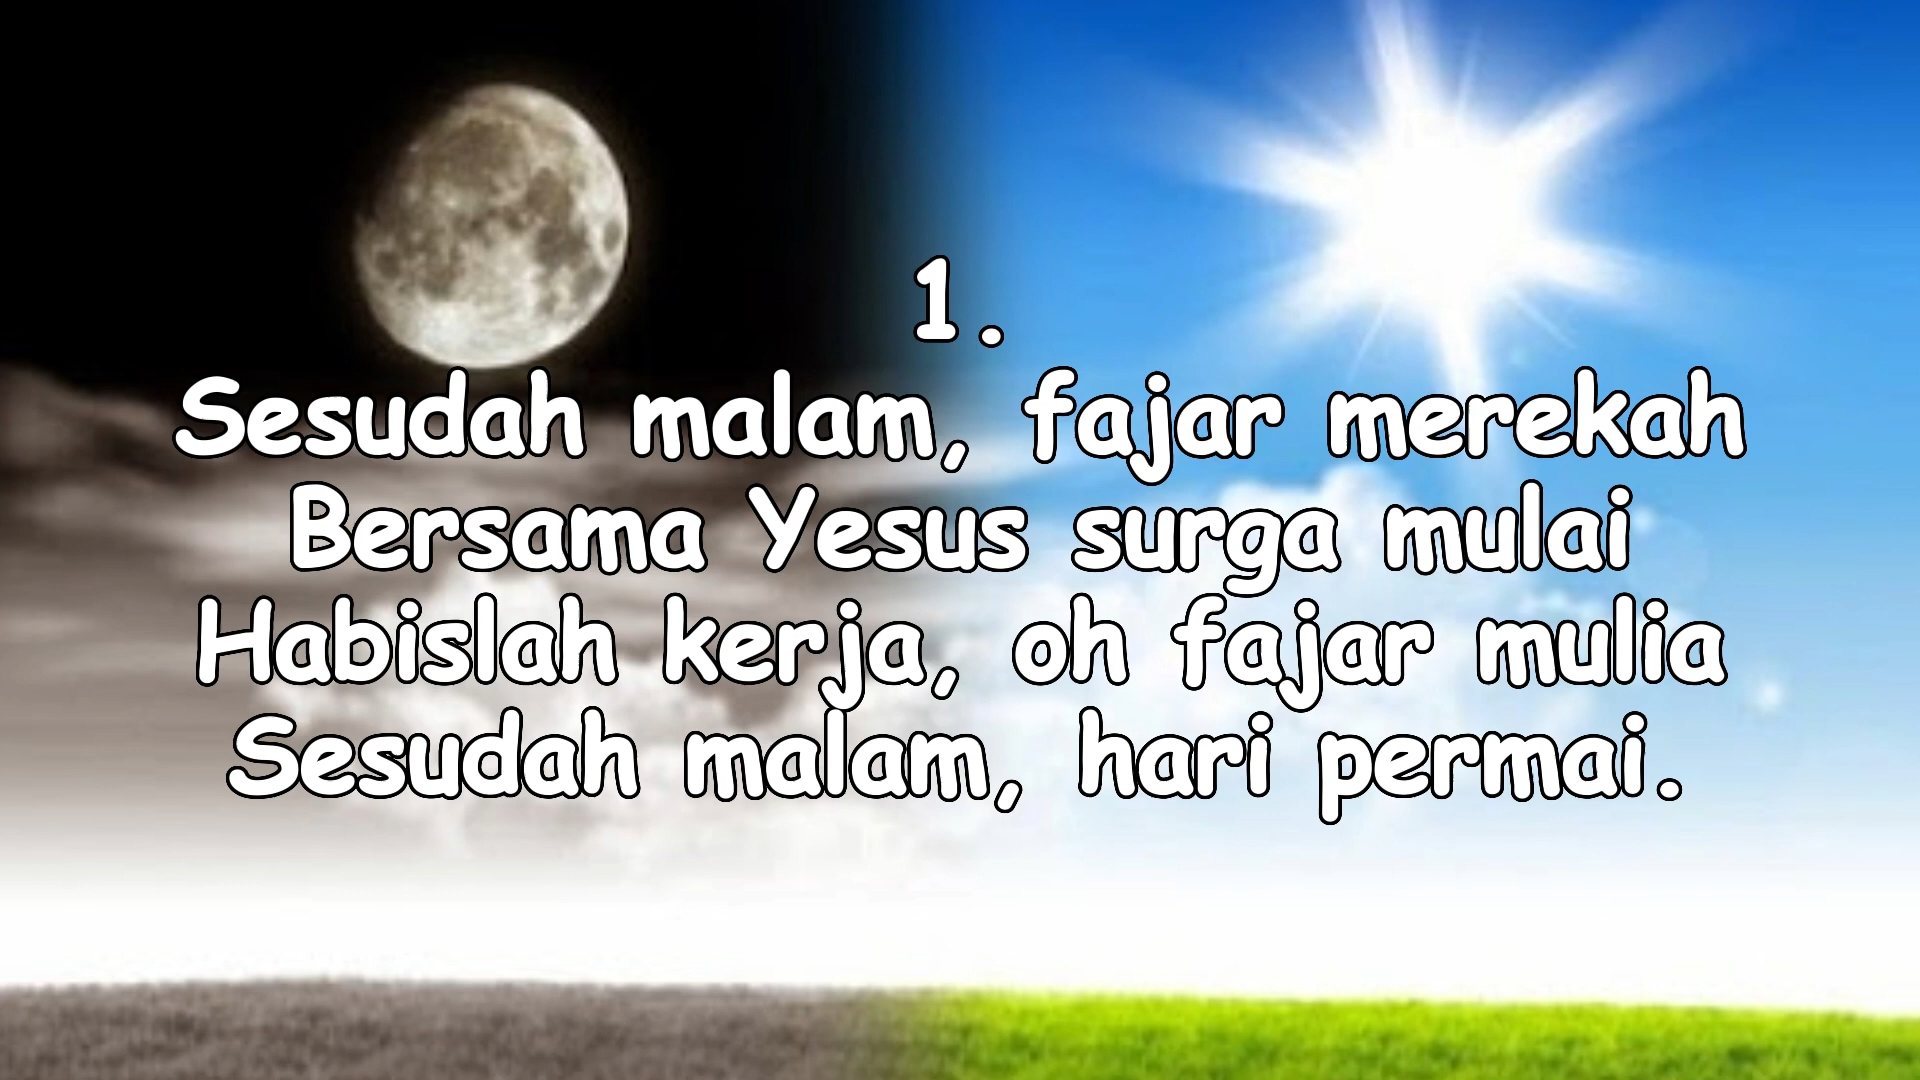 1.
Sesudah malam, fajar merekah
Bersama Yesus surga mulai
Habislah kerja, oh fajar mulia
Sesudah malam, hari permai.